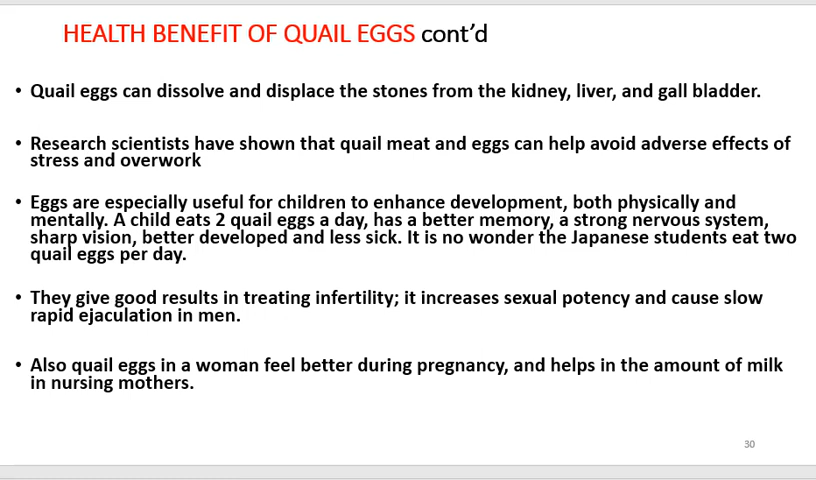 HEALTH BENEFIT OF QUAIL EGGS cont’d
• Quail eggs can dissolve and displace the stones from the kidney, liver, and gall bladder.
• Research scientists have shown that quail meat and eggs can help avoid adverse effects of
stress and overwork
• Eggs are especially useful for children to enhance development, both physically and
mentally. A child eats 2 quail eggs a day, has a better memory, a strong nervous system,
sharp vision, better developed and less sick. It is no wonder the Japanese students eat two
quail eggs per day.
• They give good results in treating infertility; it increases sexual potency and cause slow
rapid ejaculation in men.
• Also quail eggs in a woman feel better during pregnancy, and helps in the amount of milk
in nursing mothers.
30